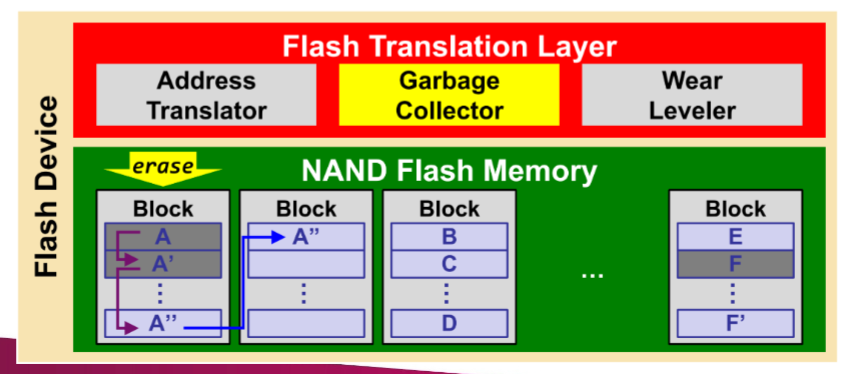 Flash Device
Flash Translation Layer
Address
Translator
Garbage
Collector
Wear
Leveler
erase
NAND Flash Memory
Block
A
A'
⋮
A''
Block
A''
⋮
Block
B
C
⋮
D
...
Block
E
F
⋮
F'